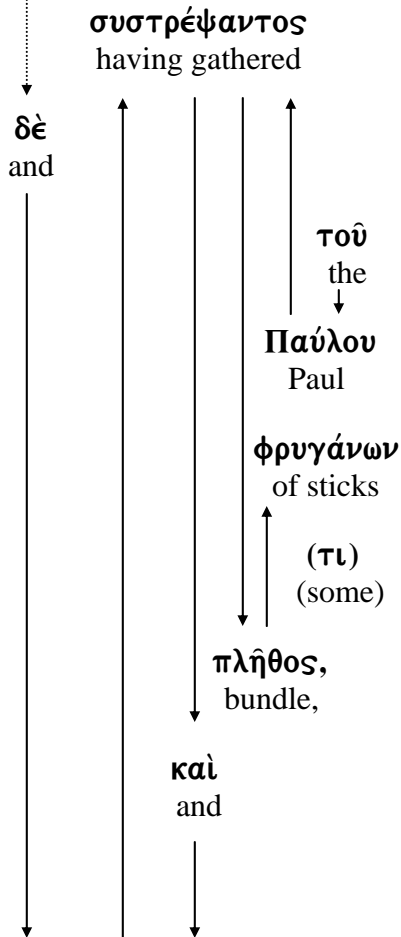 συστρέψαντος
having gathered
δὲ
and
τοῦ
the
Παύλου
Paul
φρυγάνων
of sticks
(τι)
(some)
πλῆθος,
bundle,
καὶ
and